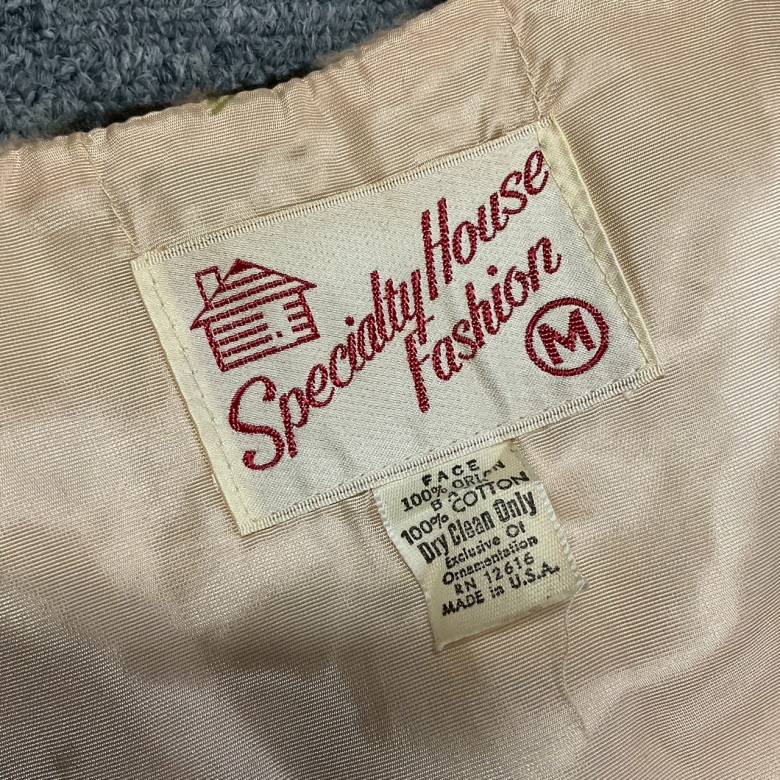 Specialty House
Fashion
M
FACE
100% ORLON
100% COTTON
Dry Clean Only
Exclusive Of
Ornamentation
RN 12616
MADE in U.S.A.